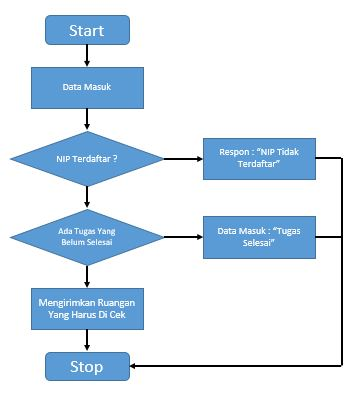 Start
Data Masuk
NIP Terdaftar ?
Respon : “NIP Tidak
Terdaftar”
Ada Tugas Yang
Belum Selesai
Data Masuk : “Tugas
Selesai”
Mengirimkan Ruangan
Yang Harus Di Cek
Stop